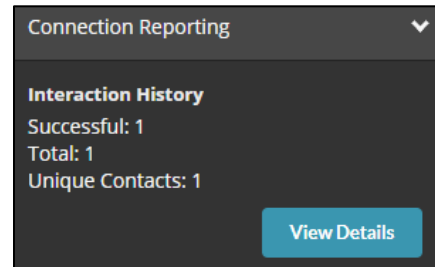 Connection Reporting
Interaction History
Successful: 1
Total: 1
Unique Contacts: 1
View Details